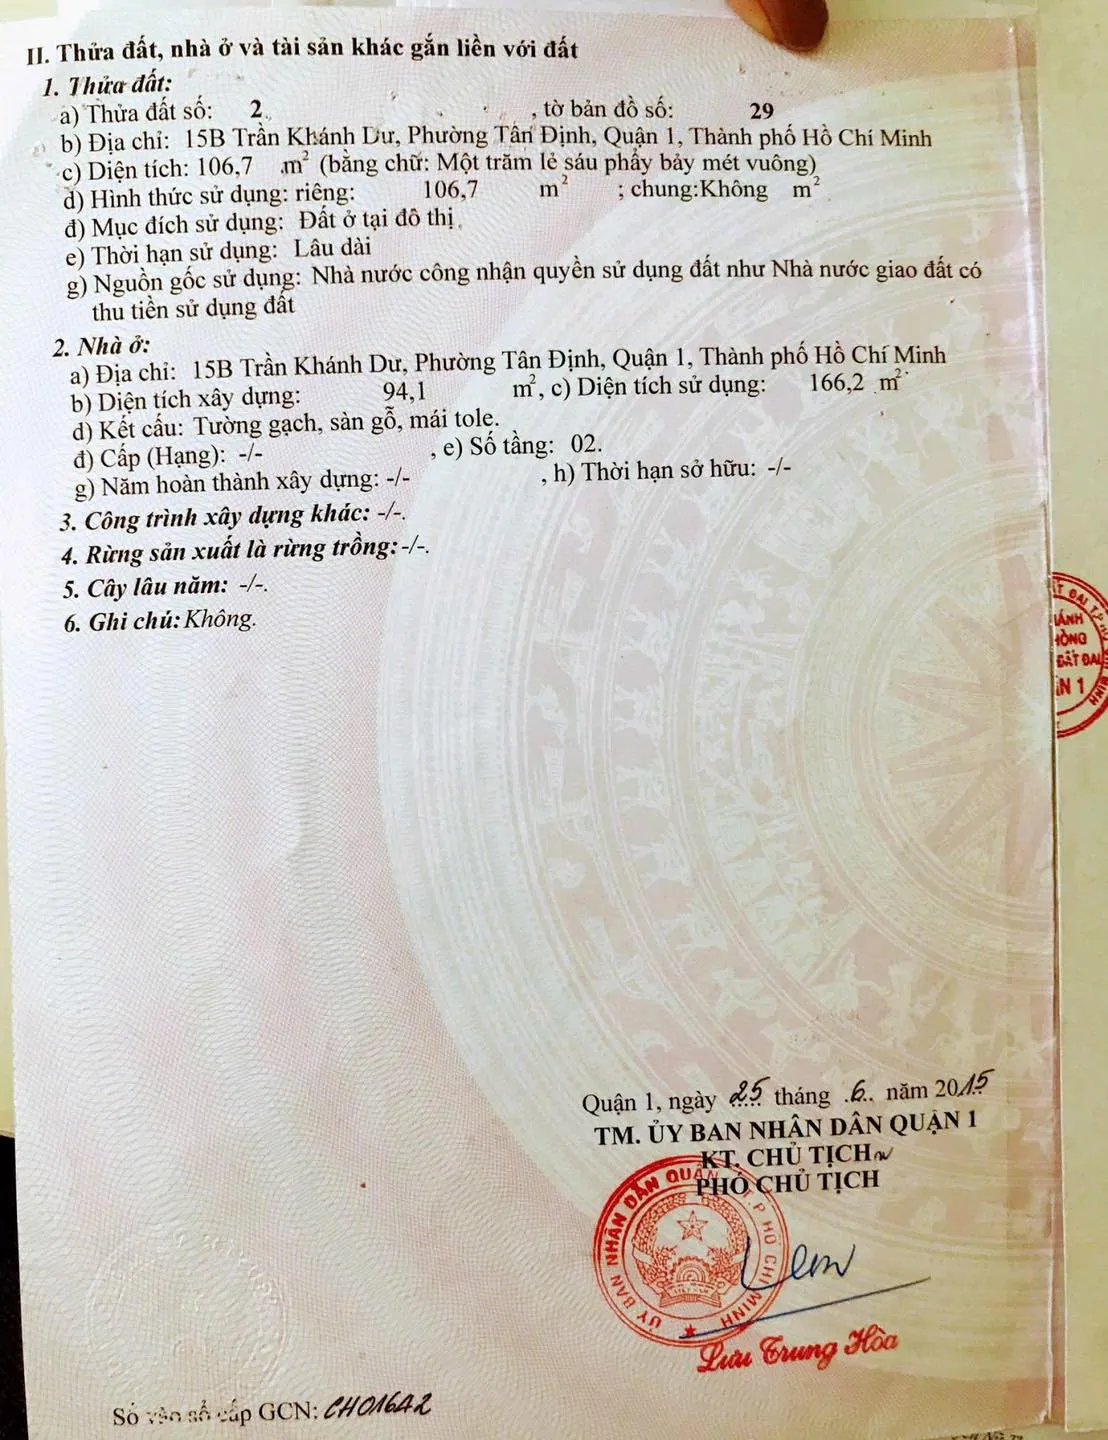 II. Thửa đất, nhà ở và tài sản khác gắn liền với đất
1. Thửa đất:
a) Thửa đất số: 2 , tờ bản đồ số: 29
b) Địa chỉ: 15B Trần Khánh Dư, Phường Tân Định, Quận 1, Thành phố Hồ Chí Minh
c) Diện tích: 106,7 m² (bằng chữ: Một trăm lẻ sáu phẩy bảy mét vuông)
d) Hình thức sử dụng: riêng: 106,7 m² ; chung:Không m²
đ) Mục đích sử dụng: Đất ở tại đô thị
e) Thời hạn sử dụng: Lâu dài
g) Nguồn gốc sử dụng: Nhà nước công nhận quyền sử dụng đất như Nhà nước giao đất có
thu tiền sử dụng đất
2. Nhà ở:
a) Địa chỉ: 15B Trần Khánh Dư, Phường Tân Định, Quận 1, Thành phố Hồ Chí Minh
b) Diện tích xây dựng: 94,1 m², c) Diện tích sử dụng: 166,2 m²
d) Kết cấu: Tường gạch, sàn gỗ, mái tole.
đ) Cấp (Hạng): -/- , e) Số tầng: 02.
g) Năm hoàn thành xây dựng: -/- , h) Thời hạn sở hữu: -/-
3. Công trình xây dựng khác: -/-.
4. Rừng sản xuất là rừng trồng: -/-.
5. Cây lâu năm: -/-.
6. Ghi chú: Không.
ĐẤT ĐAI
Quận 1, ngày 25 tháng 6 năm 2015
TM. ỦY BAN NHÂN DÂN QUẬN 1
KT. CHỦ TỊCH
PHÓ CHỦ TỊCH
ỦY BAN NHÂN DÂN QUẬN T.P HỒ CHÍ MINH
Lưu Trung Hòa
Số vào sổ cấp GCN: CH01642